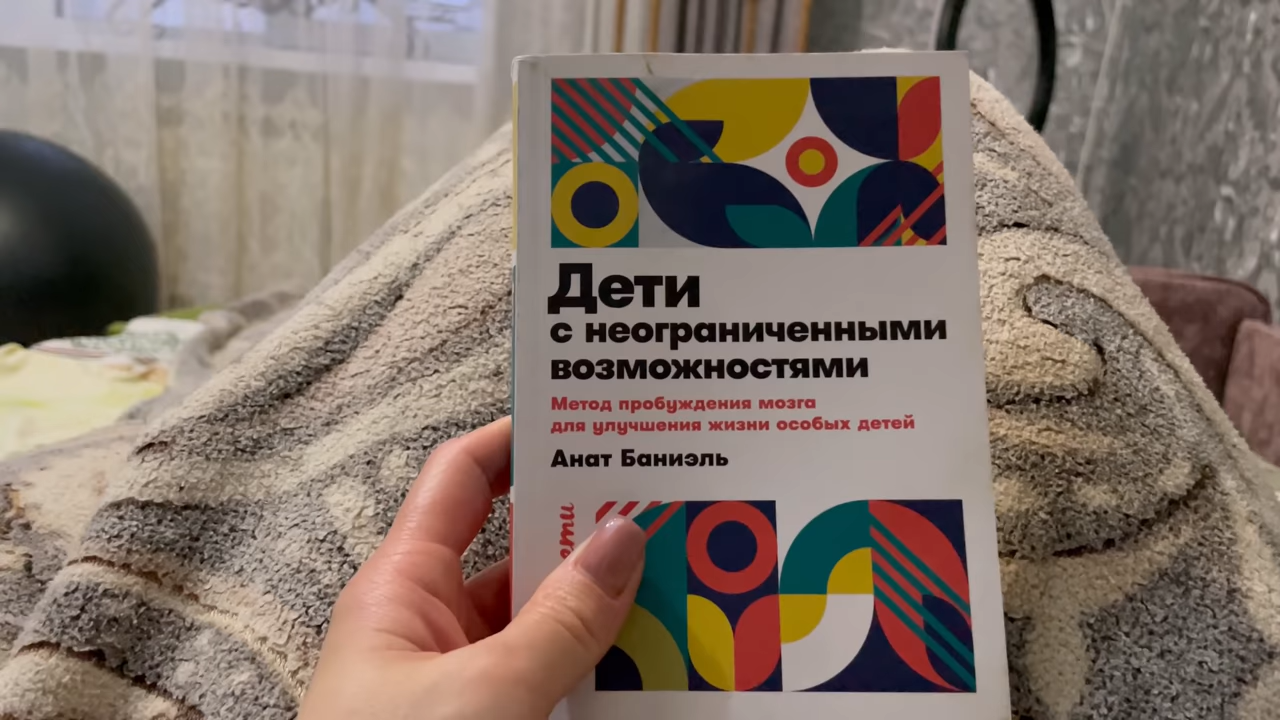 Дети
с неограниченными
возможностями
Метод пробуждения мозга
для улучшения жизни особых детей
Анат Баниэль